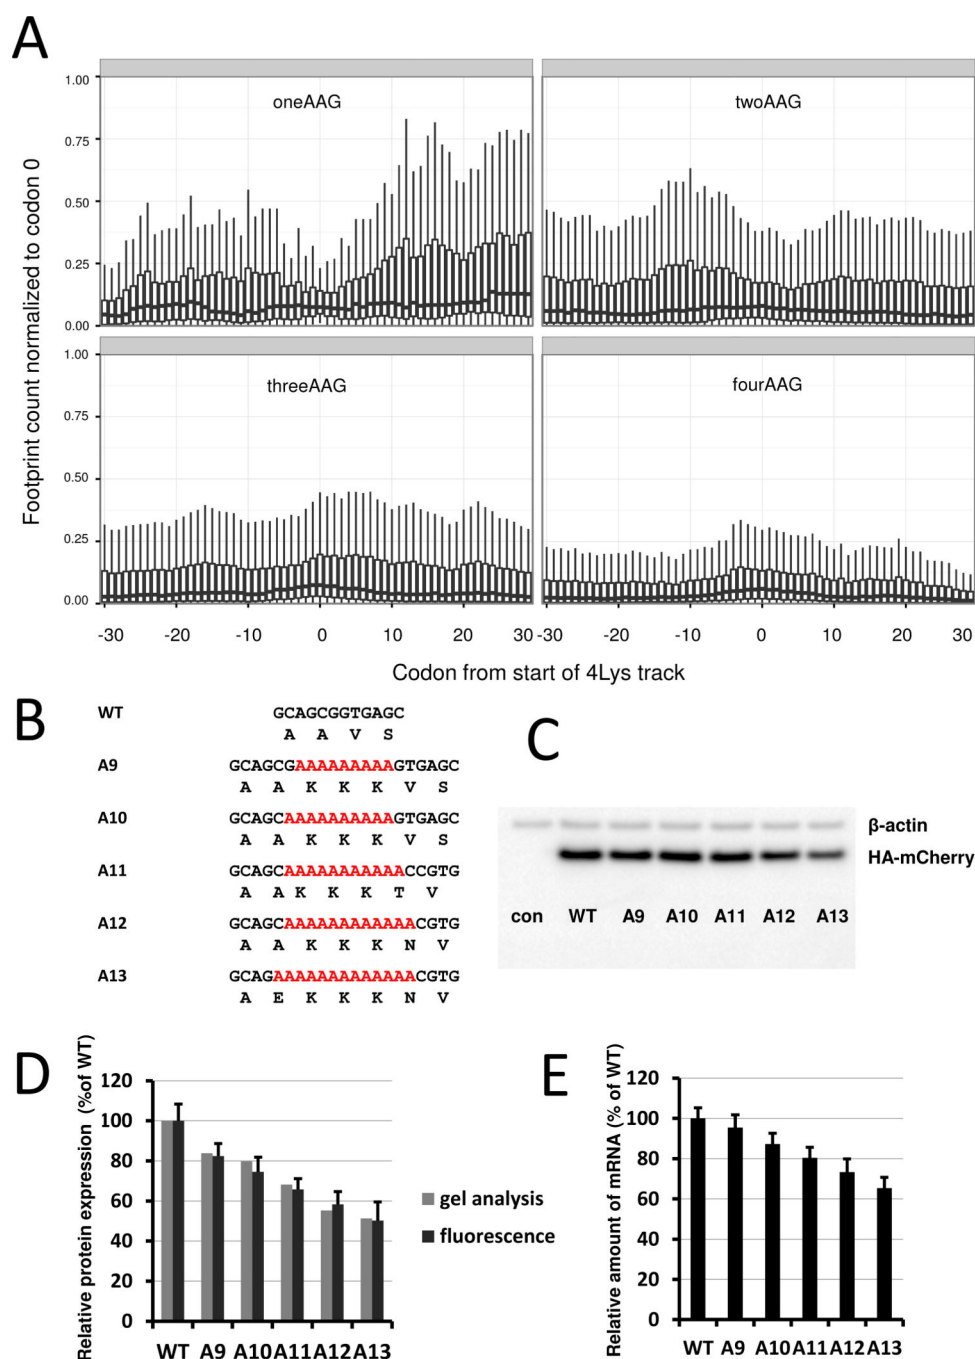 A
oneAAG
twoAAG
threeAAG
fourAAG
1.00
0.75
0.50
0.25
0.00
1.00
0.75
0.50
0.25
0.00
Footprint count normalized to codon 0
-30 -20 -10 0 10 20 30
-30 -20 -10 0 10 20 30
Codon from start of 4Lys track
B
WT GCAGCGGTGAGC
A A V S
A9 GCAGCGAAAAAAAAAGTGAGC
A A K K K V S
A10 GCAGCAAAAAAAAAAGTGAGC
A A K K K V S
A11 GCAGCAAAAAAAAAAACCGTG
A A K K K T V
A12 GCAGCAAAAAAAAAAAACGTG
A A K K K N V
A13 GCAGAAAAAAAAAAAAACGTG
A E K K K N V
C
β-actin
HA-mCherry
con WT A9 A10 A11 A12 A13
D
Relative protein expression (%of WT)
120
100
80
60
40
20
0
WT A9 A10 A11 A12 A13
gel analysis
fluorescence
E
Relative amount of mRNA (% of WT)
120
100
80
60
40
20
0
WT A9 A10 A11 A12 A13